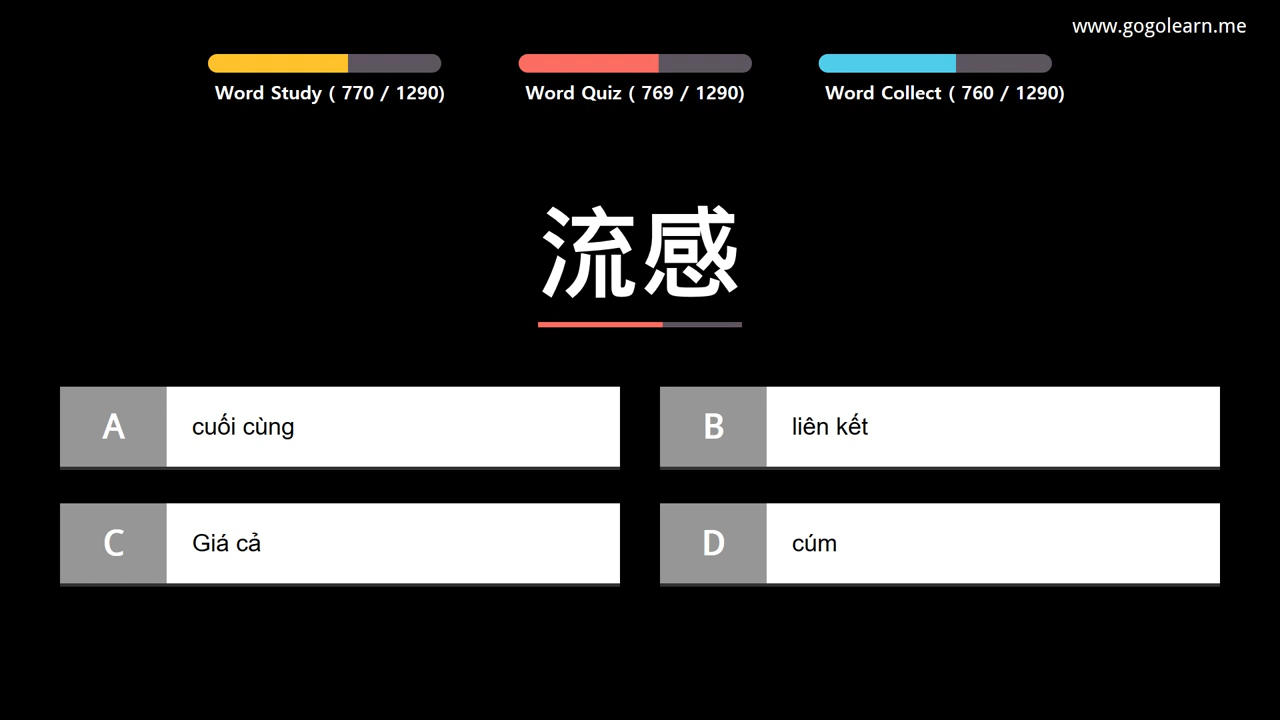 www.gogolearn.me
Word Study ( 770 / 1290)
Word Quiz ( 769 / 1290)
Word Collect ( 760 / 1290)
流感
A cuối cùng
B liên kết
C Giá cả
D cúm